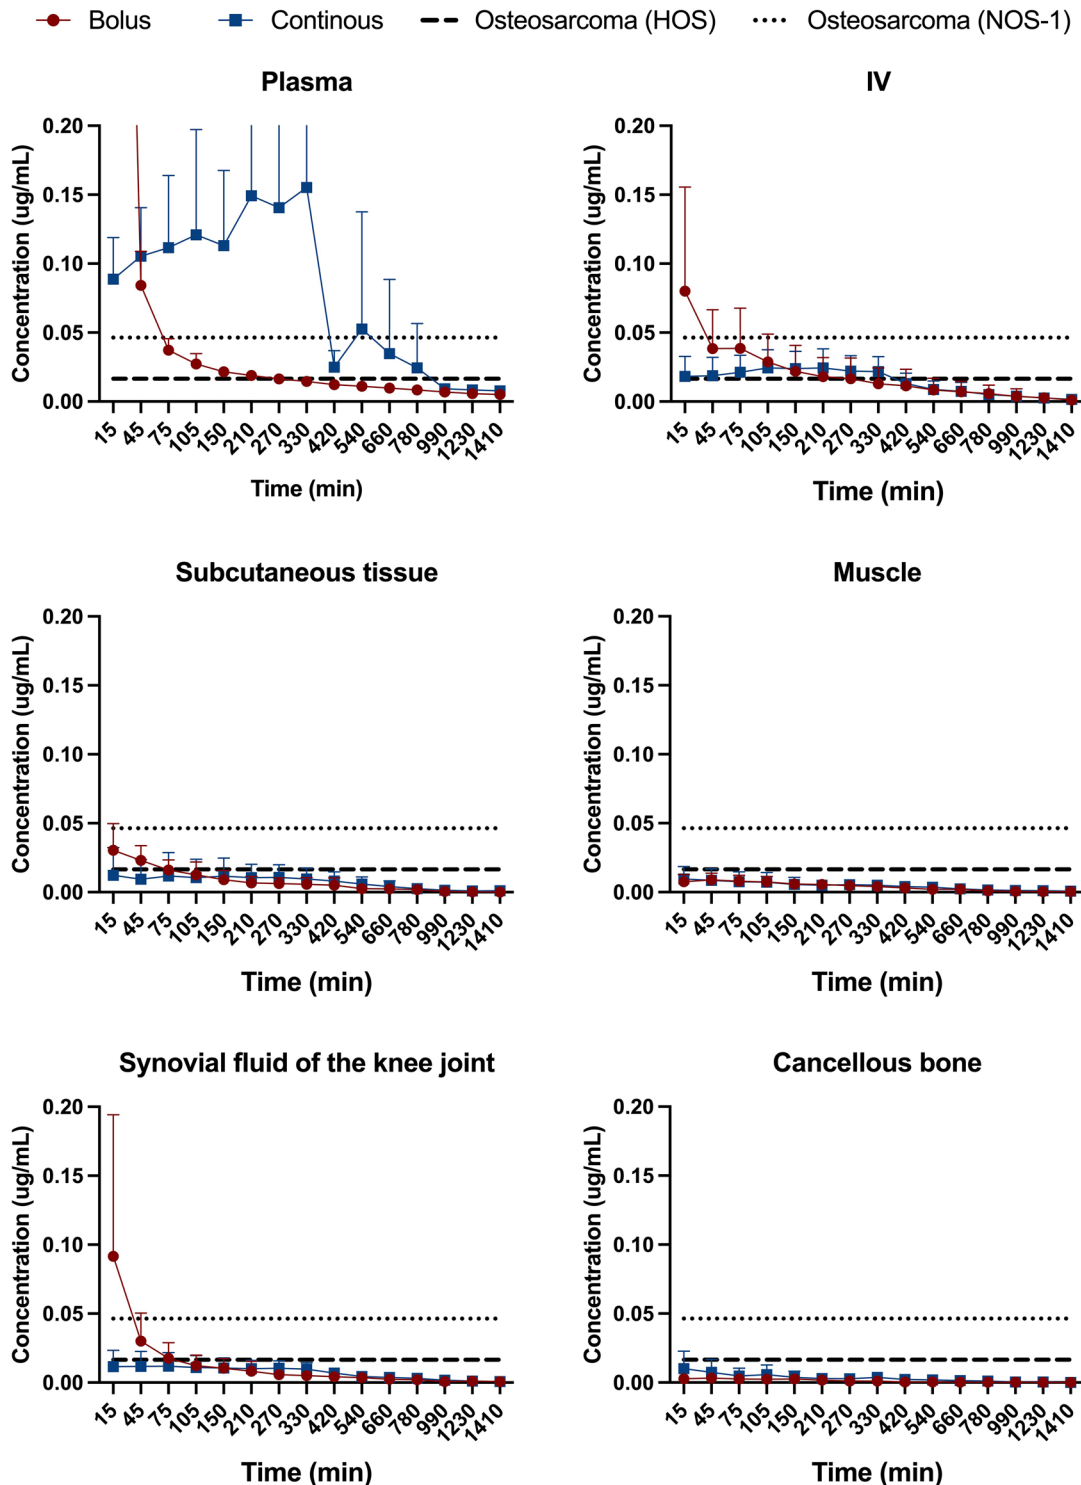 Bolus Continous Osteosarcoma (HOS) Osteosarcoma (NOS-1)
Plasma
Concentration (ug/mL)
0.20
0.15
0.10
0.05
0.00
15 45 75 105 150 210 270 330 420 540 660 780 990 1230 1410
Time (min)
IV
Concentration (ug/mL)
0.20
0.15
0.10
0.05
0.00
15 45 75 105 150 210 270 330 420 540 660 780 990 1230 1410
Time (min)
Subcutaneous tissue
Concentration (ug/mL)
0.20
0.15
0.10
0.05
0.00
15 45 75 105 150 210 270 330 420 540 660 780 990 1230 1410
Time (min)
Muscle
Concentration (ug/mL)
0.20
0.15
0.10
0.05
0.00
15 45 75 105 150 210 270 330 420 540 660 780 990 1230 1410
Time (min)
Synovial fluid of the knee joint
Concentration (ug/mL)
0.20
0.15
0.10
0.05
0.00
15 45 75 105 150 210 270 330 420 540 660 780 990 1230 1410
Time (min)
Cancellous bone
Concentration (ug/mL)
0.20
0.15
0.10
0.05
0.00
15 45 75 105 150 210 270 330 420 540 660 780 990 1230 1410
Time (min)